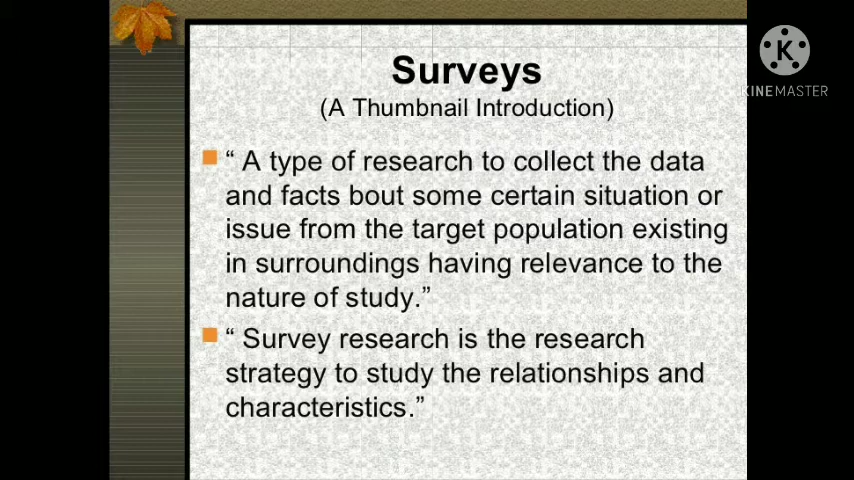 Surveys
(A Thumbnail Introduction)
“ A type of research to collect the data
and facts bout some certain situation or
issue from the target population existing
in surroundings having relevance to the
nature of study.”
“ Survey research is the research
strategy to study the relationships and
characteristics.”
K
KINEMASTER